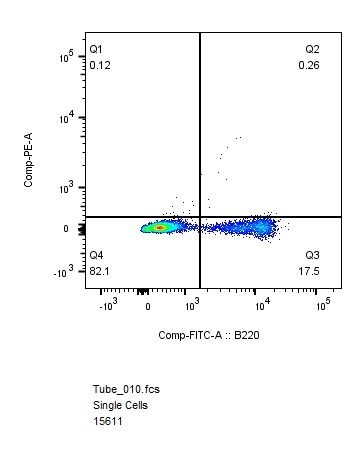 Q1
0.12
Q2
0.26
10^5
10^4
10^3
0
-10^3
Comp-PE-A
Q4
82.1
Q3
17.5
-10^3
0
10^3
10^4
10^5
Comp-FITC-A :: B220
Tube_010.fcs
Single Cells
15611